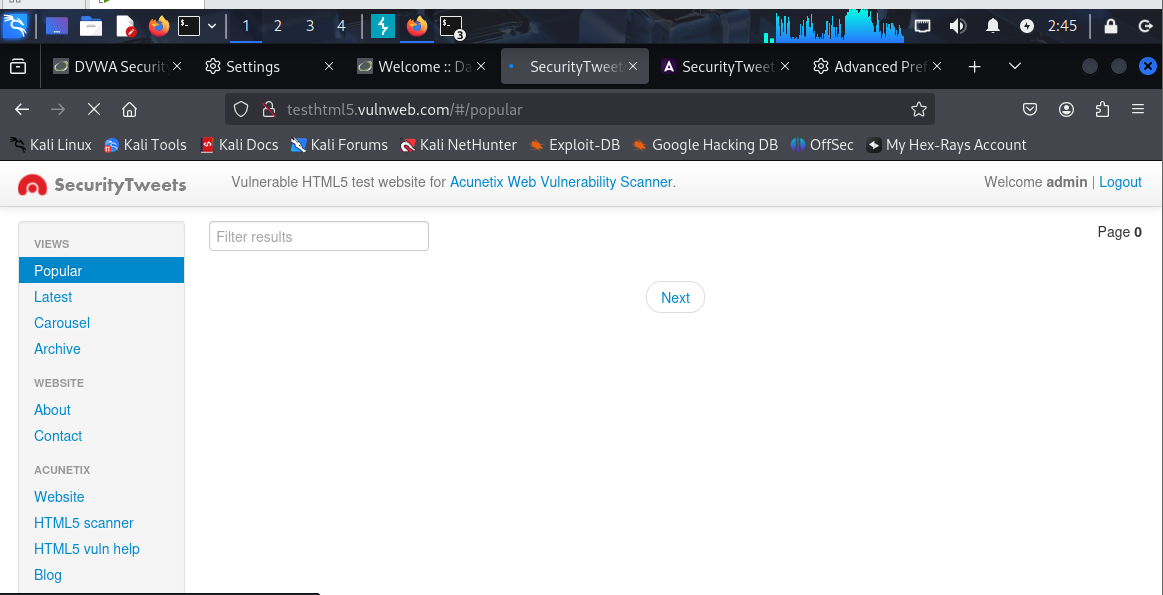 1 2 3 4 3 2:45
DVWA Securit Settings Welcome :: Da SecurityTweet SecurityTweet Advanced Pref
testhtml5.vulnweb.com/#/popular
Kali Linux Kali Tools Kali Docs Kali Forums Kali NetHunter Exploit-DB Google Hacking DB OffSec My Hex-Rays Account
SecurityTweets Vulnerable HTML5 test website for Acunetix Web Vulnerability Scanner. Welcome admin | Logout
Filter results Page 0
VIEWS
Popular
Latest
Carousel
Archive
Next
WEBSITE
About
Contact
ACUNETIX
Website
HTML5 scanner
HTML5 vuln help
Blog